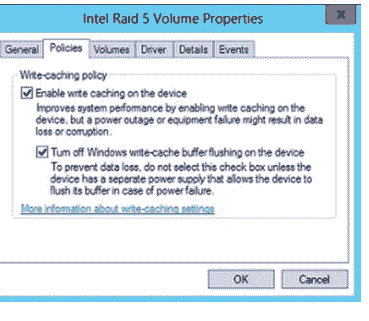 Intel Raid 5 Volume Properties
x
General Policies Volumes Driver Details Events
Write-caching policy
Enable write caching on the device
Improves system performance by enabling write caching on the
device, but a power outage or equipment failure might result in data
loss or corruption.
Turn off Windows write-cache buffer flushing on the device
To prevent data loss, do not select this check box unless the
device has a separate power supply that allows the device to
flush its buffer in case of power failure.
More information about write-caching settings
OK Cancel